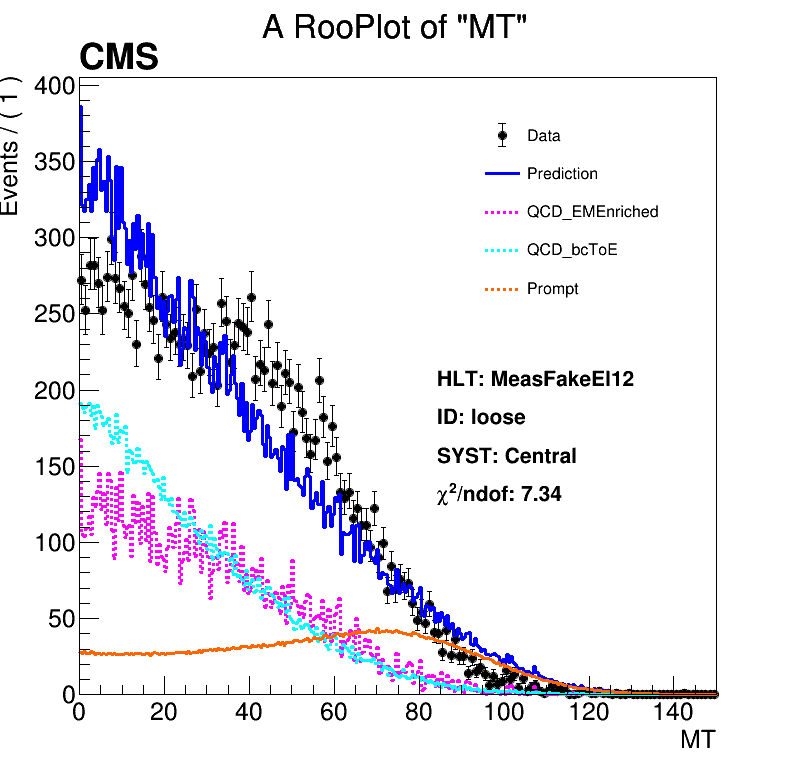 A RooPlot of "MT"
CMS
Events / ( 1 )
400
350
300
250
200
150
100
50
0
Data
Prediction
QCD_EMEnriched
QCD_bcToE
Prompt
HLT: MeasFakeEl12
ID: loose
SYST: Central
χ²/ndof: 7.34
0 20 40 60 80 100 120 140
MT